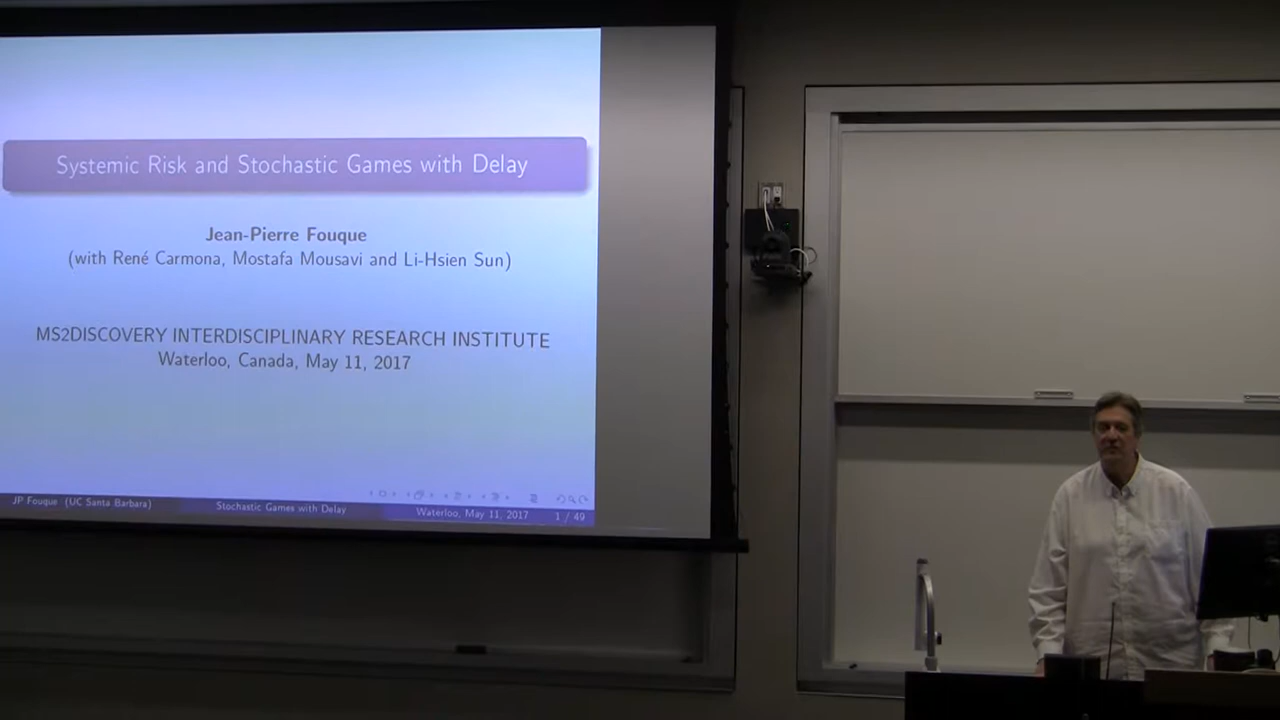 Systemic Risk and Stochastic Games with Delay
Jean-Pierre Fouque
(with René Carmona, Mostafa Mousavi and Li-Hsien Sun)
MS2DISCOVERY INTERDISCIPLINARY RESEARCH INSTITUTE
Waterloo, Canada, May 11, 2017
JP Fouque (UC Santa Barbara) Stochastic Games with Delay Waterloo, May 11, 2017 1 / 49